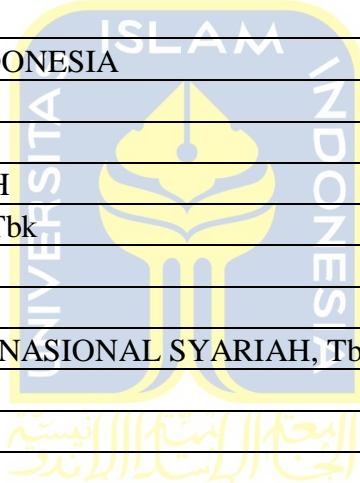 ISLAM
UNIVERSITAS
INDONESIA
ONESIA
H
Tbk
NASIONAL SYARIAH, Tb